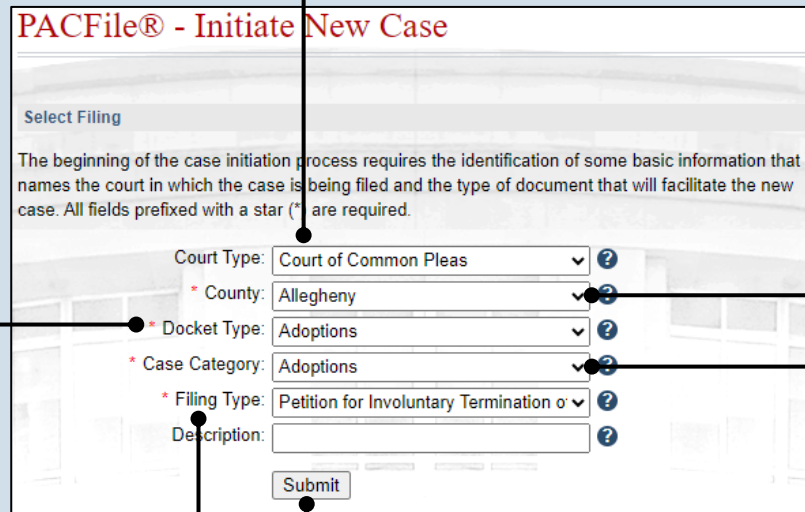 PACFile® - Initiate New Case
Select Filing
The beginning of the case initiation process requires the identification of some basic information that
names the court in which the case is being filed and the type of document that will facilitate the new
case. All fields prefixed with a star (*) are required.
Court Type: Court of Common Pleas
* County: Allegheny
* Docket Type: Adoptions
* Case Category: Adoptions
* Filing Type: Petition for Involuntary Termination o
Description:
Submit